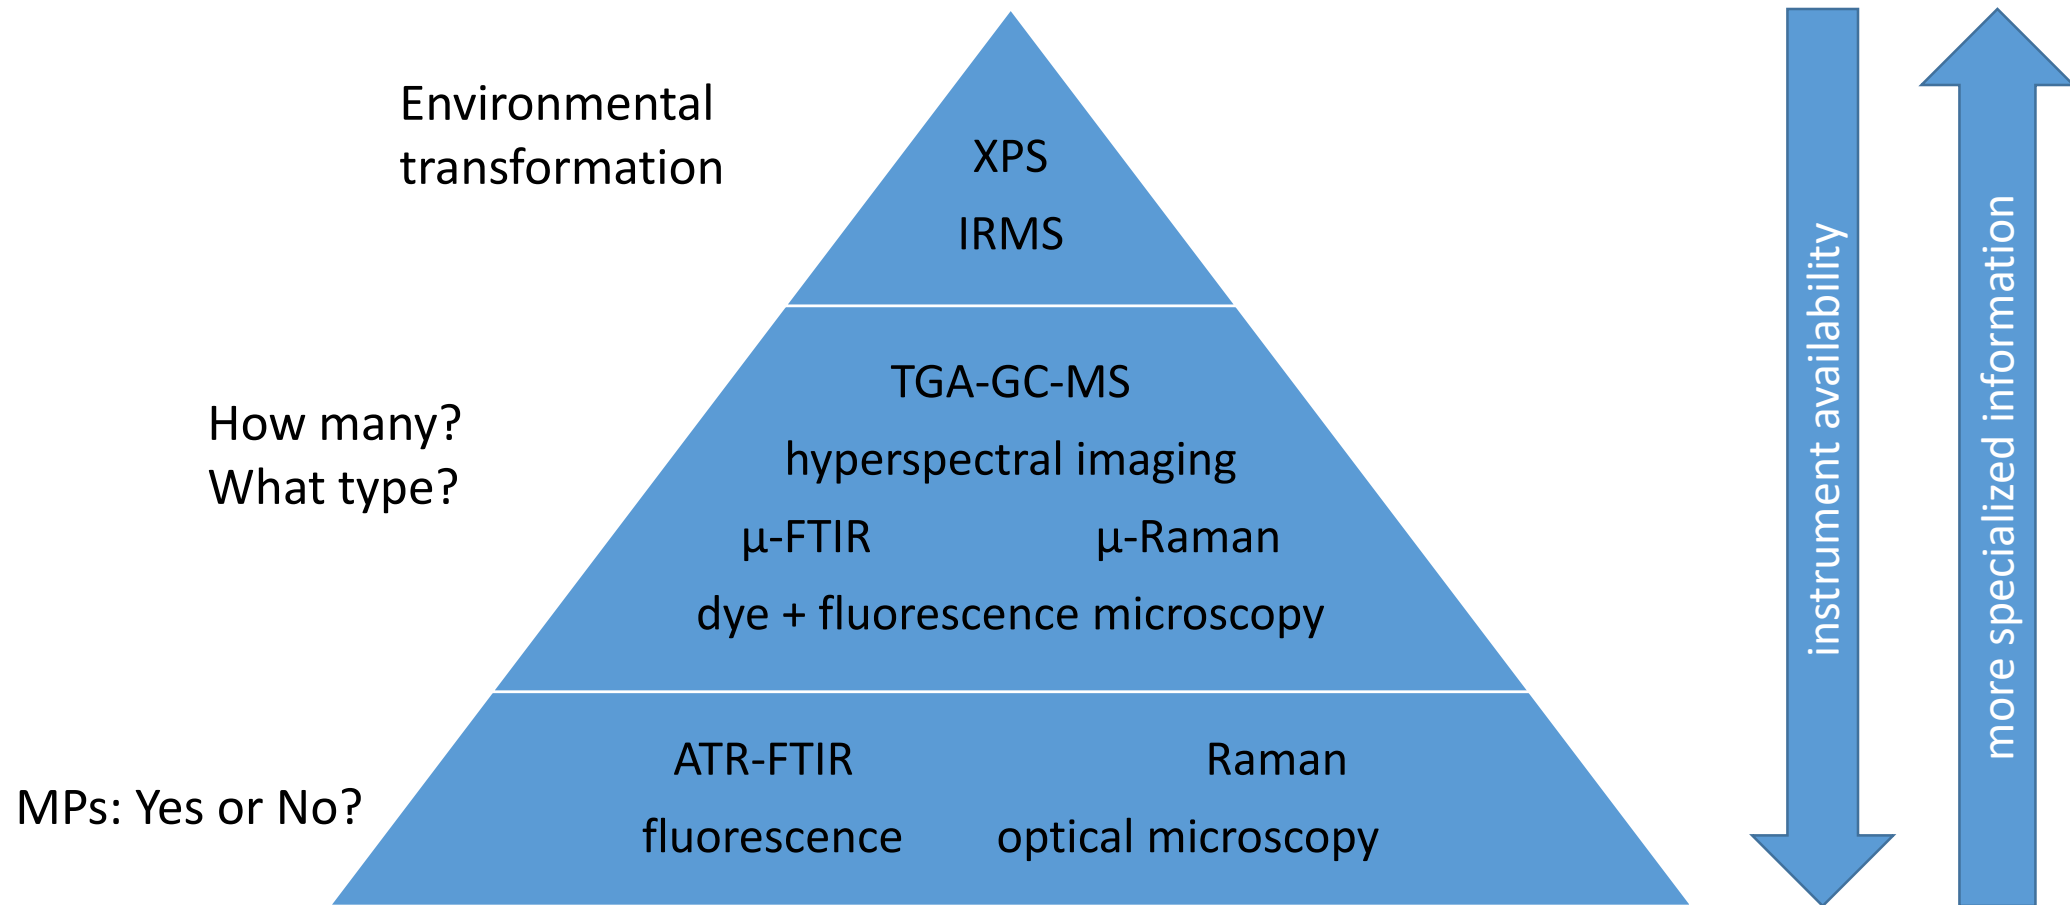 Environmental
transformation
XPS
IRMS
How many?
What type?
TGA-GC-MS
hyperspectral imaging
μ-FTIR
μ-Raman
dye + fluorescence microscopy
MPs: Yes or No?
ATR-FTIR
Raman
fluorescence
optical microscopy
instrument availability
more specialized information